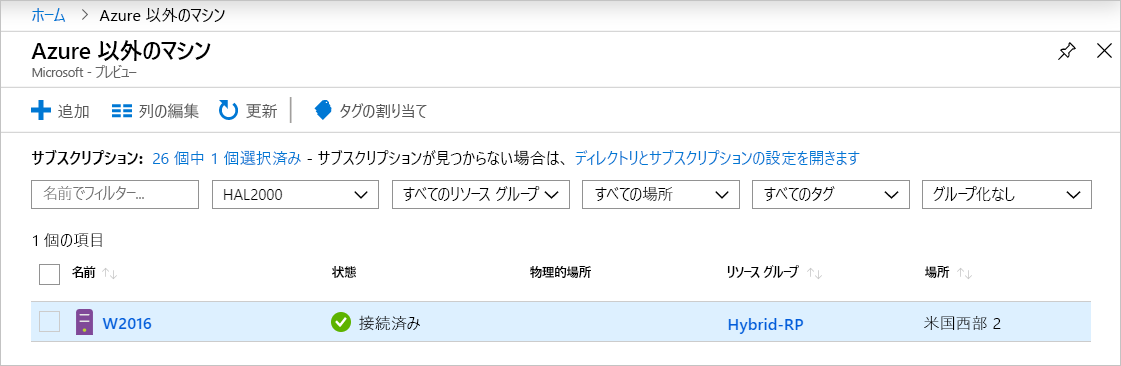 ホーム > Azure 以外のマシン
Azure 以外のマシン
Microsoft - プレビュー
追加 列の編集 更新 タグの割り当て
サブスクリプション: 26 個中 1 個選択済み - サブスクリプションが見つからない場合は、ディレクトリとサブスクリプションの設定を開きます
名前でフィルター... HAL2000 すべてのリソース グループ すべての場所 すべてのタグ グループ化なし
1 個の項目
名前 ↑↓ 状態 物理的場所 リソース グループ ↑↓ 場所 ↑↓
W2016 接続済み Hybrid-RP 米国西部 2